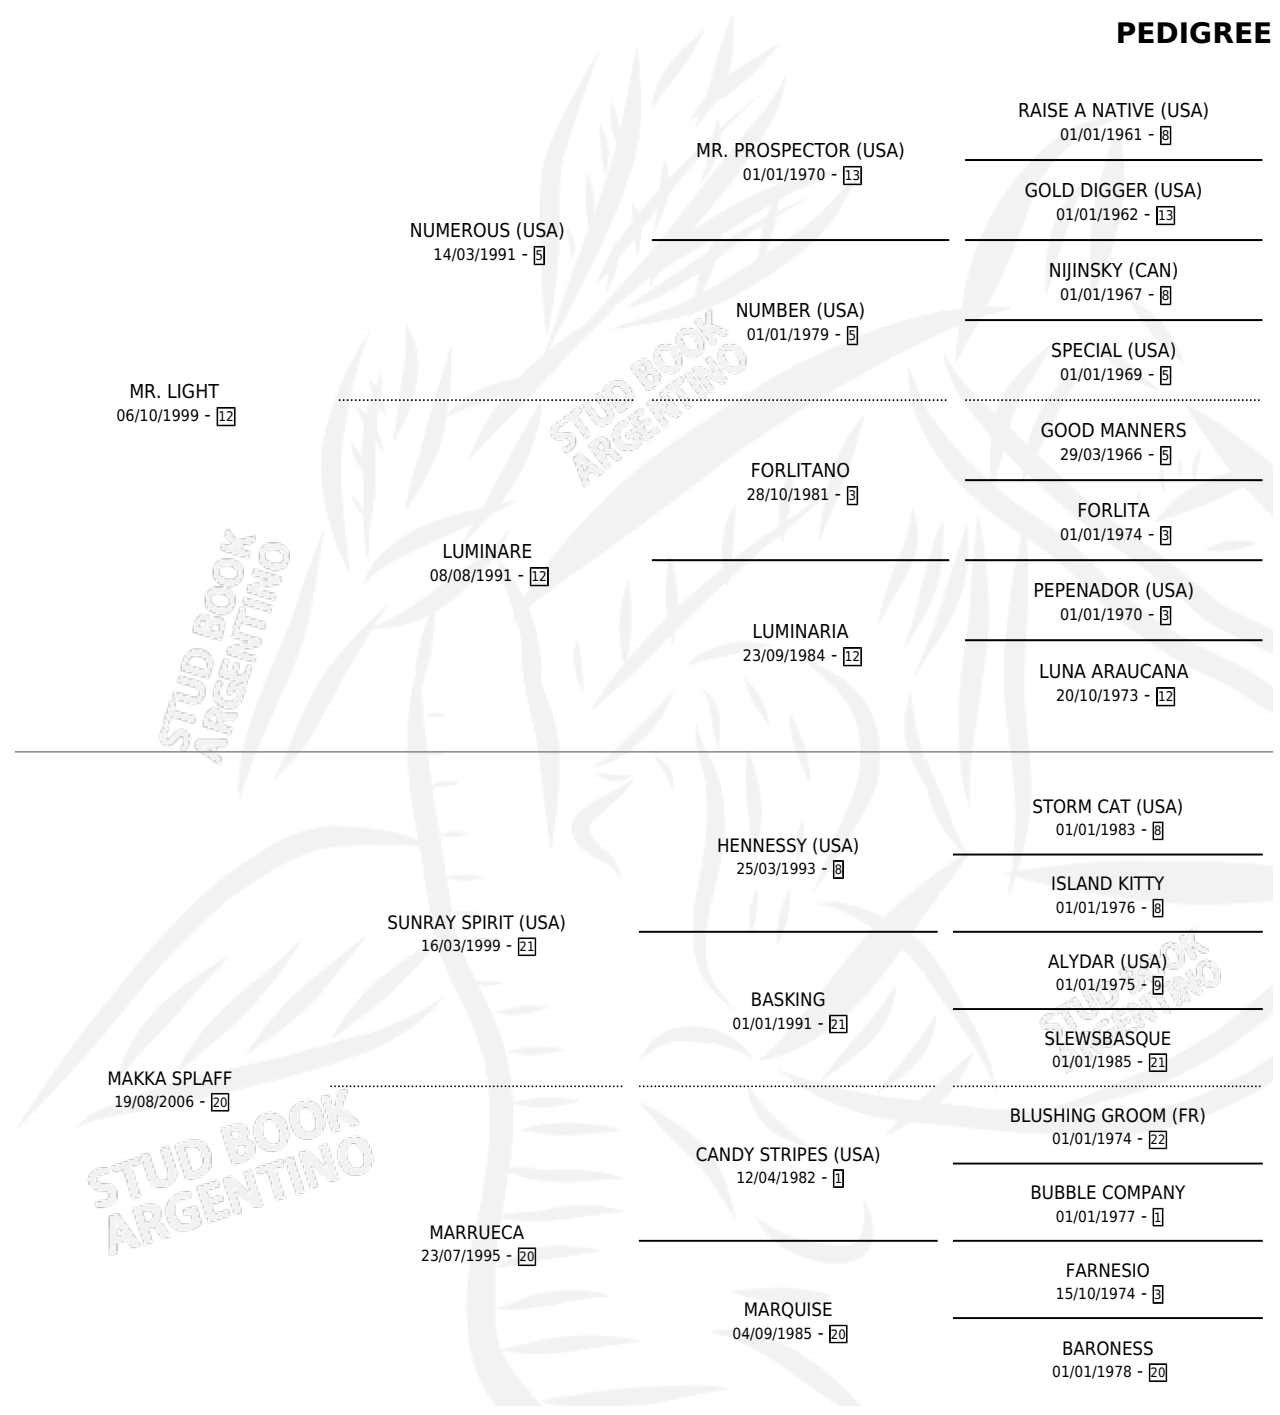 PEDIGREE
RAISE A NATIVE (USA)
01/01/1961 - 8
MR. PROSPECTOR (USA)
01/01/1970 - 13
GOLD DIGGER (USA)
01/01/1962 - 13
NUMEROUS (USA)
14/03/1991 - 5
NIJINSKY (CAN)
01/01/1967 - 8
NUMBER (USA)
01/01/1979 - 5
SPECIAL (USA)
01/01/1969 - 5
MR. LIGHT
06/10/1999 - 12
GOOD MANNERS
29/03/1966 - 5
FORLITANO
28/10/1981 - 3
FORLITA
01/01/1974 - 3
LUMINARE
08/08/1991 - 12
PEPENADOR (USA)
01/01/1970 - 3
LUMINARIA
23/09/1984 - 12
LUNA ARAUCANA
20/10/1973 - 12
STORM CAT (USA)
01/01/1983 - 8
HENNESSY (USA)
25/03/1993 - 8
ISLAND KITTY
01/01/1976 - 8
SUNRAY SPIRIT (USA)
16/03/1999 - 21
ALYDAR (USA)
01/01/1975 - 9
BASKING
01/01/1991 - 21
SLEWSBASQUE
01/01/1985 - 21
MAKKA SPLAFF
19/08/2006 - 20
BLUSHING GROOM (FR)
01/01/1974 - 22
CANDY STRIPES (USA)
12/04/1982 - 1
BUBBLE COMPANY
01/01/1977 - 1
MARRUECA
23/07/1995 - 20
FARNESIO
15/10/1974 - 3
MARQUISE
04/09/1985 - 20
BARONESS
01/01/1978 - 20
STUD BOOK
ARGENTINO
STUD BOOK
ARGENTINO
STUD BOOK
ARGENTINO
STUD BOOK
ARGENTINO